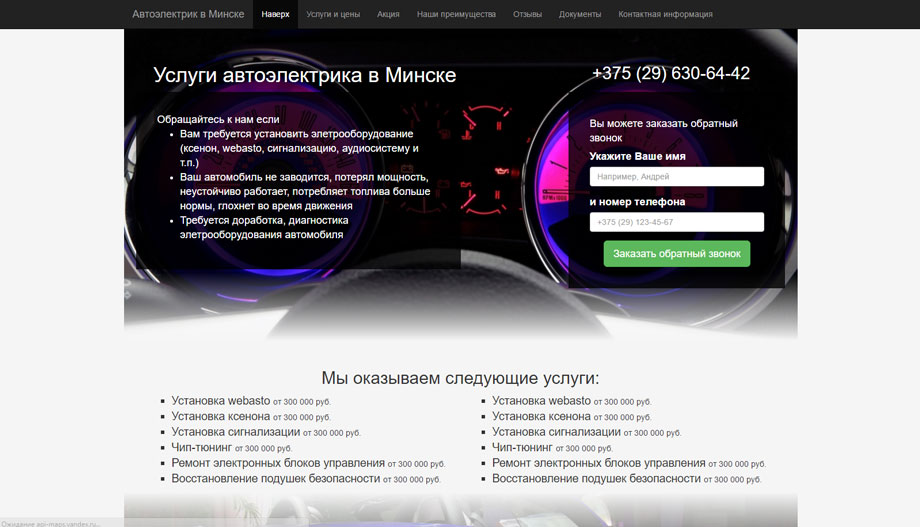 Автоэлектрик в Минске Наверх Услуги и цены Акция Наши преимущества Отзывы Документы Контактная информация
Услуги автоэлектрика в Минске
Обращайтесь к нам если
Вам требуется установить элетрооборудование
(ксенон, webasto, сигнализацию, аудиосистему и
т.п.)
Ваш автомобиль не заводится, потерял мощность,
неустойчиво работает, потребляет топлива больше
нормы, глохнет во время движения
Требуется доработка, диагностика
элетрооборудования автомобиля
+375 (29) 630-64-42
Вы можете заказать обратный
звонок
Укажите Ваше имя
Например, Андрей
и номер телефона
+375 (29) 123-45-67
Заказать обратный звонок
Мы оказываем следующие услуги:
Установка webasto от 300 000 руб.
Установка ксенона от 300 000 руб.
Установка сигнализации от 300 000 руб.
Чип-тюнинг от 300 000 руб.
Ремонт электронных блоков управления от 300 000 руб.
Восстановление подушек безопасности от 300 000 руб.
Установка webasto от 300 000 руб.
Установка ксенона от 300 000 руб.
Установка сигнализации от 300 000 руб.
Чип-тюнинг от 300 000 руб.
Ремонт электронных блоков управления от 300 000 руб.
Восстановление подушек безопасности от 300 000 руб.
Ожидание api-maps.yandex.ru...